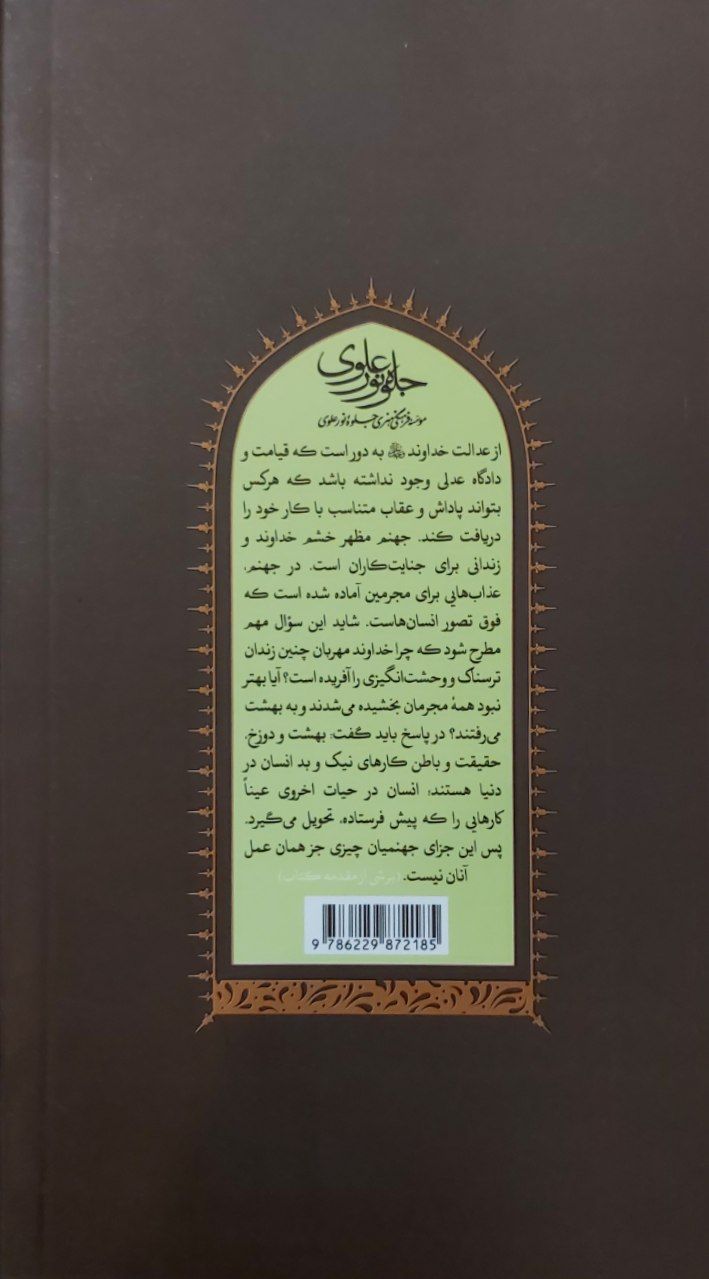 جلوه نور علوی
موسسه فرهنگی هنری جلوهٔ نور علوی
از عدالت خداوند ﷻ به دور است که قیامت و
دادگاه عدلی وجود نداشته باشد که هرکس
بتواند پاداش و عقاب متناسب با کار خود را
دریافت کند. جهنم مظهر خشم خداوند و
زندانی برای جنایت‌کاران است. در جهنم،
عذاب‌هایی برای مجرمین آماده شده است که
فوق تصور انسان‌هاست. شاید این سؤال مهم
مطرح شود که چرا خداوند مهربان چنین زندان
ترسناک و وحشت‌انگیزی را آفریده است؟ آیا بهتر
نبود همهٔ مجرمان بخشیده می‌شدند و به بهشت
می‌رفتند؟ در پاسخ باید گفت: بهشت و دوزخ،
حقیقت و باطن کارهای نیک و بد انسان در
دنیا هستند؛ انسان در حیات اخروی عیناً
کارهایی را که پیش فرستاده، تحویل می‌گیرد.
پس این جزای جهنمیان چیزی جز همان عمل
آنان نیست. (برشی از مقدمه کتاب)
9 786229 872185